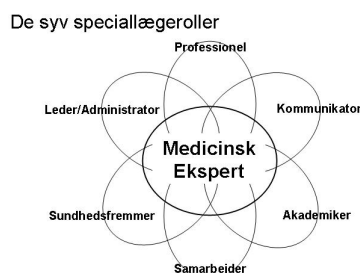 De syv speciallægeroller
Professionel
Leder/Administrator
Kommunikator
Medicinsk
Ekspert
Sundhedsfremmer
Akademiker
Samarbejder